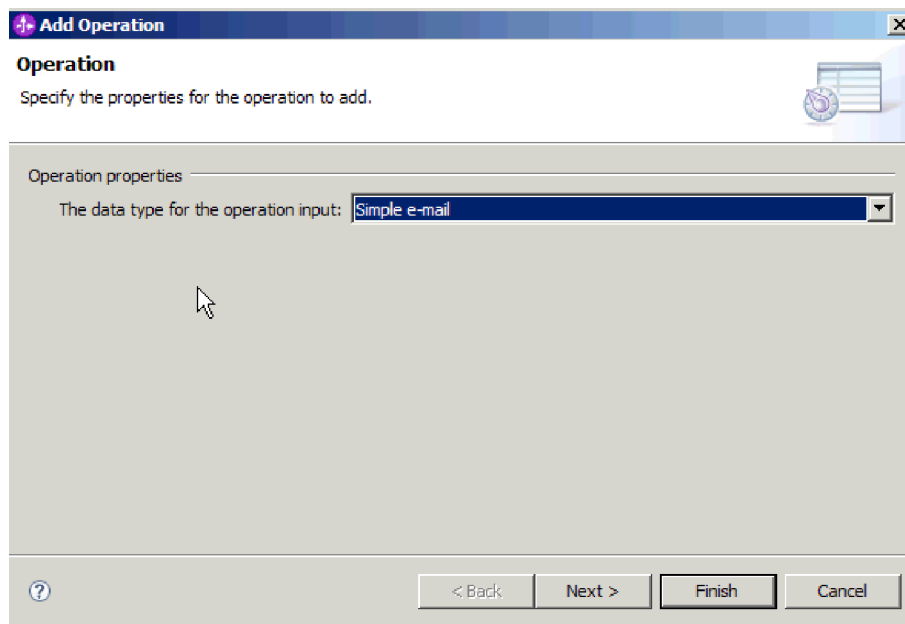 Add Operation
Operation
Specify the properties for the operation to add.
Operation properties
The data type for the operation input: Simple e-mail
? < Back Next > Finish Cancel